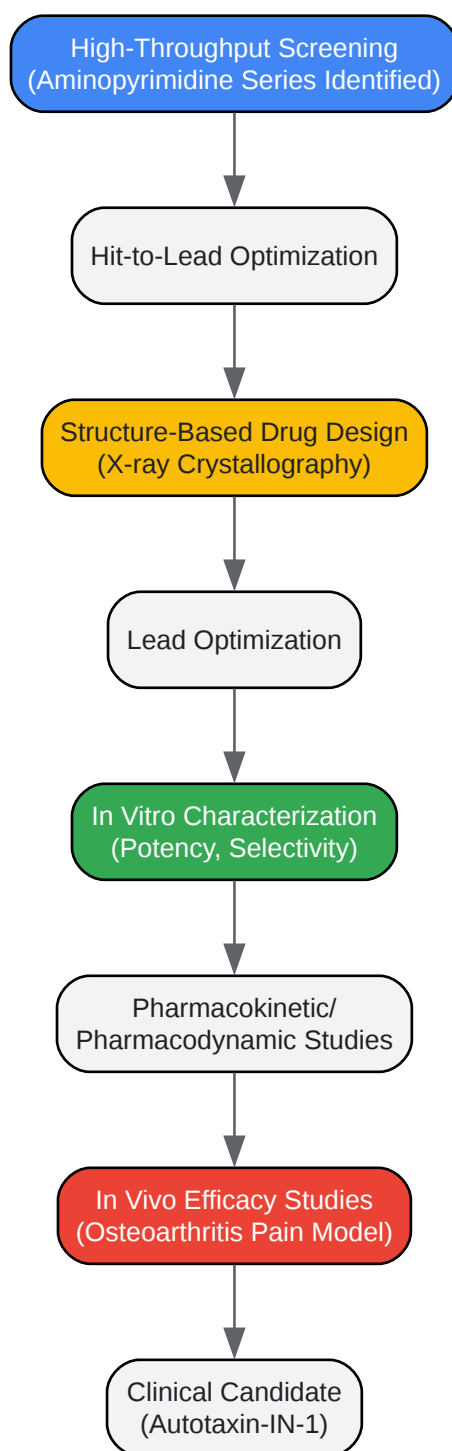 High-Throughput Screening
(Aminopyrimidine Series Identified)
Hit-to-Lead Optimization
Structure-Based Drug Design
(X-ray Crystallography)
Lead Optimization
In Vitro Characterization
(Potency, Selectivity)
Pharmacokinetic/
Pharmacodynamic Studies
In Vivo Efficacy Studies
(Osteoarthritis Pain Model)
Clinical Candidate
(Autotaxin-IN-1)